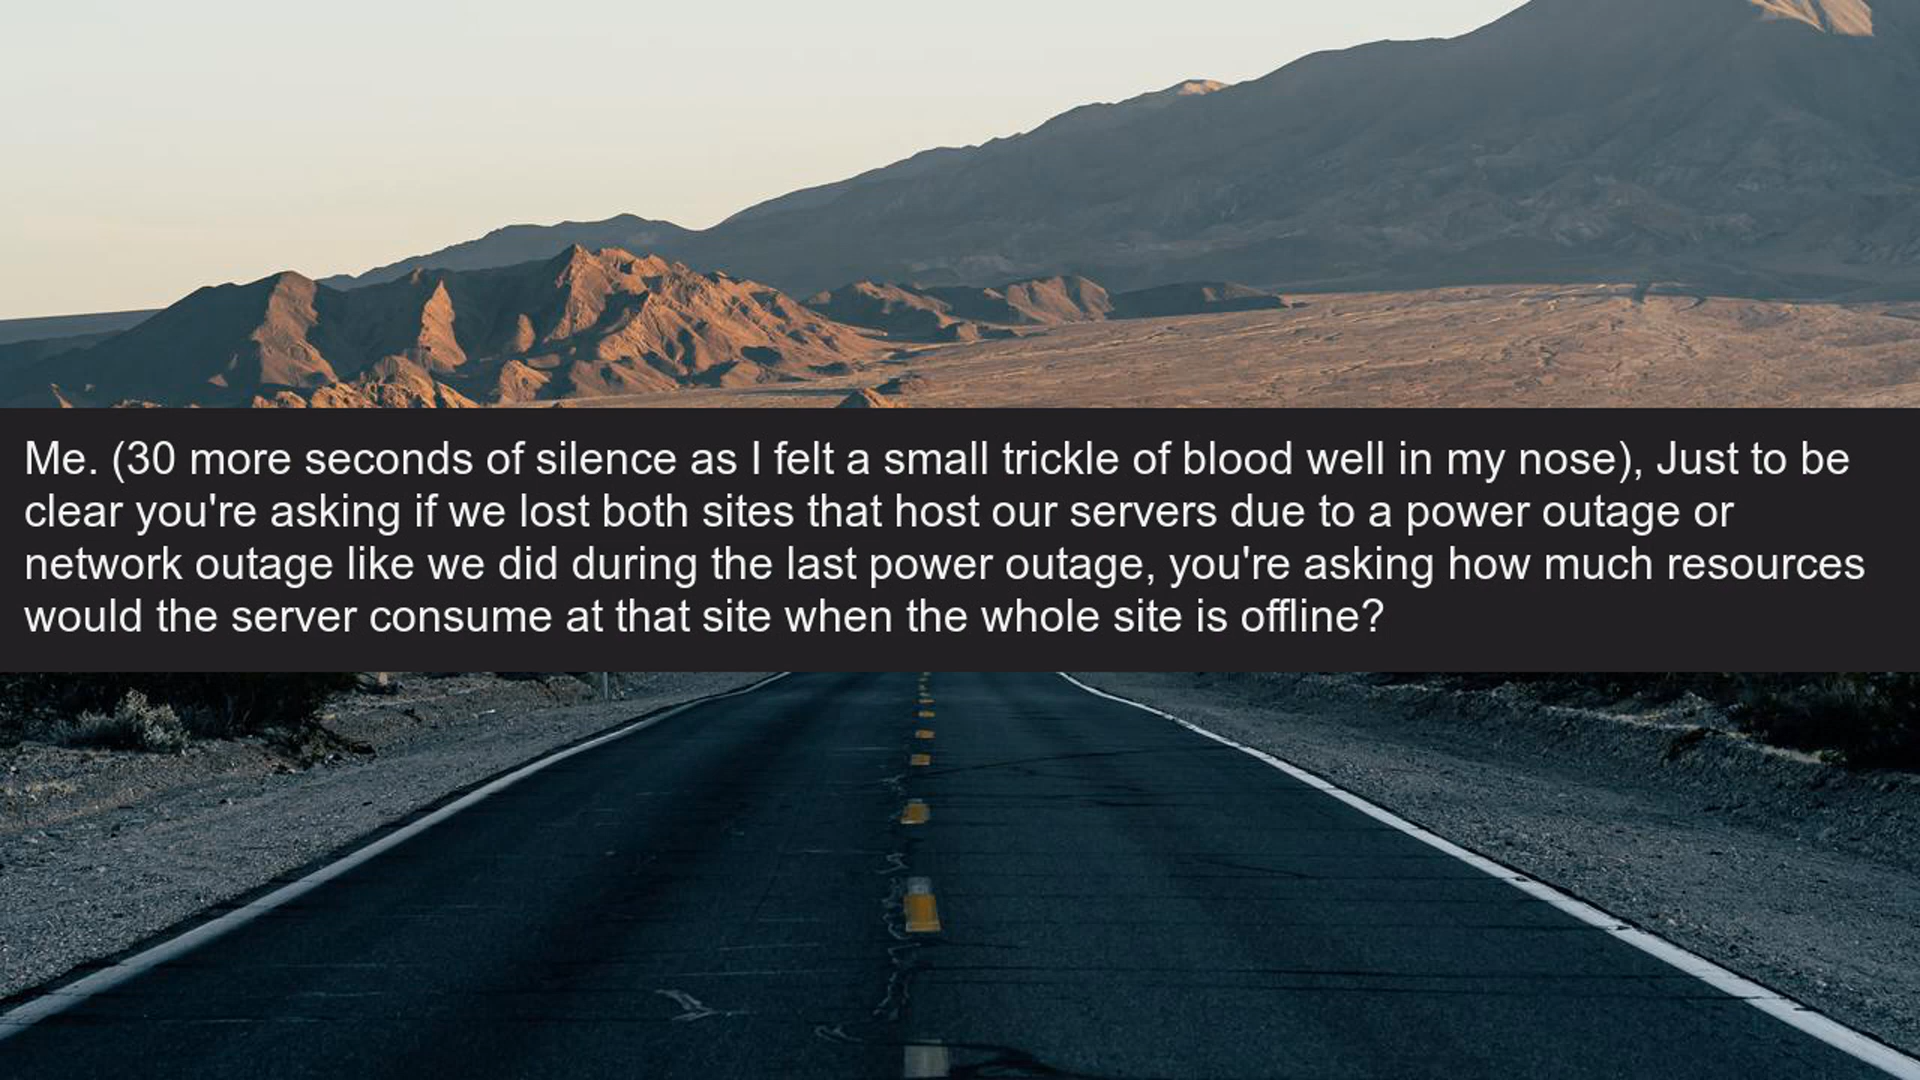 Me. (30 more seconds of silence as I felt a small trickle of blood well in my nose), Just to be
clear you're asking if we lost both sites that host our servers due to a power outage or
network outage like we did during the last power outage, you're asking how much resources
would the server consume at that site when the whole site is offline?